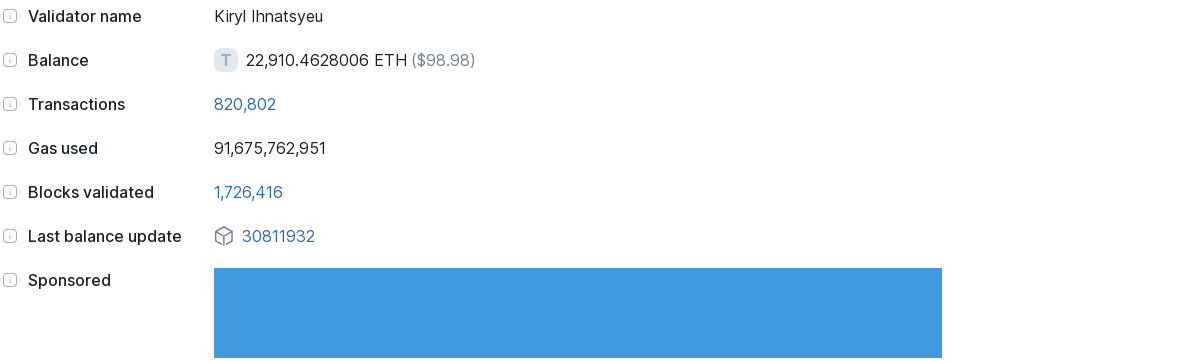 Validator name Kiryl Ihnatsyeu
Balance T 22,910.4628006 ETH ($98.98)
Transactions 820,802
Gas used 91,675,762,951
Blocks validated 1,726,416
Last balance update 30811932
Sponsored